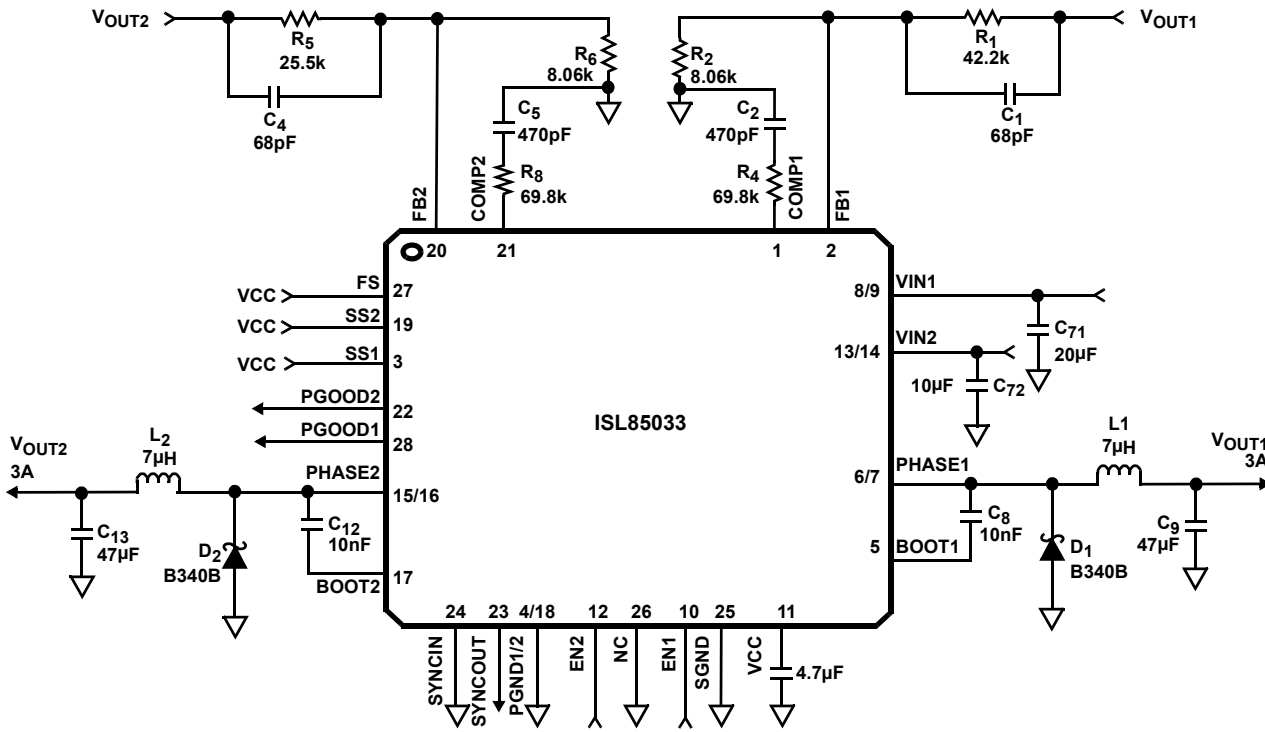 VOUT2
R5
25.5k
C4
68pF
R6
8.06k
C5
470pF
R8
69.8k
R2
8.06k
C2
470pF
R4
69.8k
R1
42.2k
C1
68pF
VOUT1
FB2
COMP2
COMP1
FB1
20
21
1
2
VCC
FS
27
VCC
SS2
19
VCC
SS1
3
PGOOD2
22
PGOOD1
28
PHASE2
15/16
BOOT2
17
VOUT2
3A
L2
7µH
C13
47µF
D2
B340B
C12
10nF
ISL85033
8/9
VIN1
C71
20µF
13/14
VIN2
10µF
C72
6/7
PHASE1
5
BOOT1
C8
10nF
L1
7µH
VOUT1
3A
D1
B340B
C9
47µF
24
23
4/18
12
26
10
25
11
SYNCIN
SYNCOUT
PGND1/2
EN2
NC
EN1
SGND
VCC
4.7µF